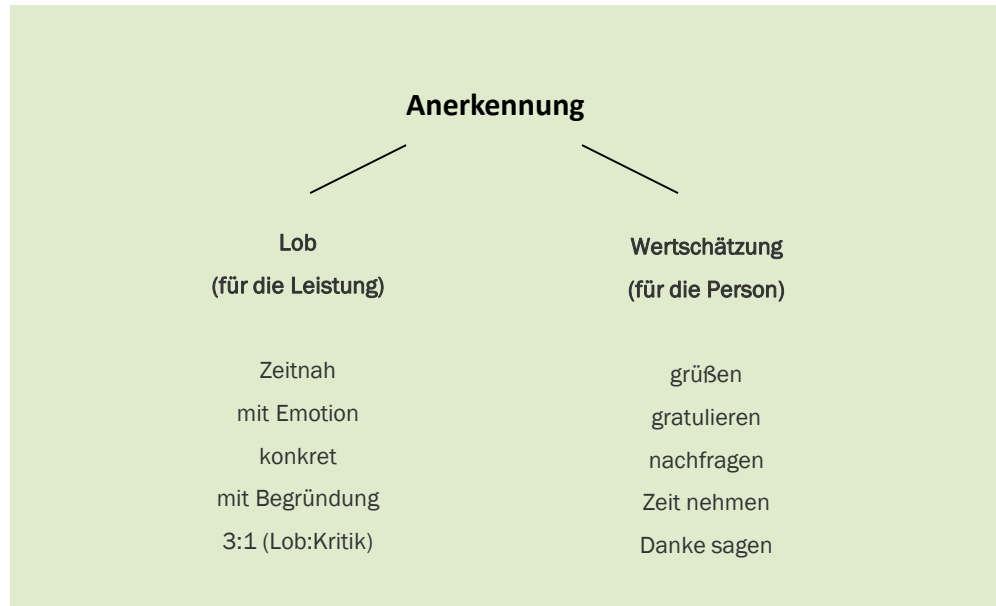 Anerkennung
Lob
(für die Leistung)
Zeitnah
mit Emotion
konkret
mit Begründung
3:1 (Lob:Kritik)
Wertschätzung
(für die Person)
grüßen
gratulieren
nachfragen
Zeit nehmen
Danke sagen